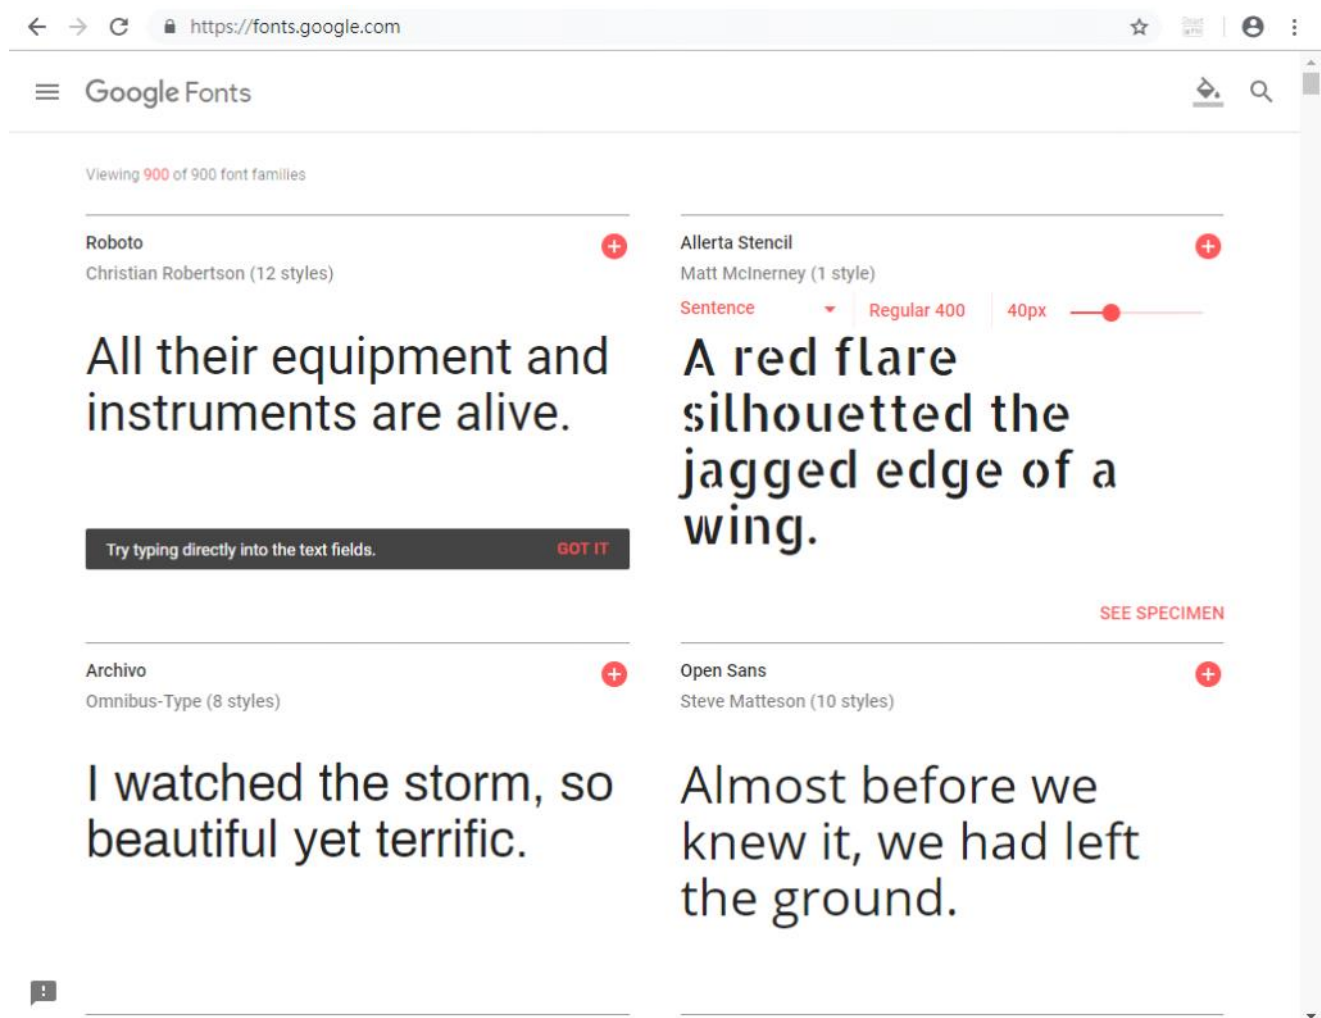 https://fonts.google.com
Google Fonts
Viewing 900 of 900 font families
Roboto
Christian Robertson (12 styles)
All their equipment and
instruments are alive.
Try typing directly into the text fields.
GOT IT
Allerta Stencil
Matt McInerney (1 style)
Sentence
Regular 400
40px
A red flare
silhouetted the
jagged edge of a
wing.
SEE SPECIMEN
Archivo
Omnibus-Type (8 styles)
I watched the storm, so
beautiful yet terrific.
Open Sans
Steve Matteson (10 styles)
Almost before we
knew it, we had left
the ground.